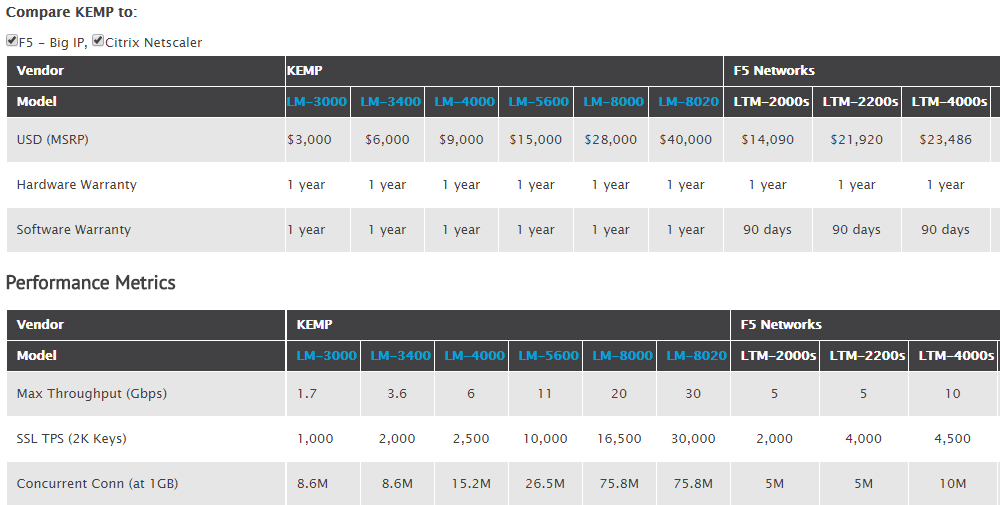 Compare KEMP to:
F5 - Big IP, Citrix Netscaler
Vendor KEMP F5 Networks
Model LM-3000 LM-3400 LM-4000 LM-5600 LM-8000 LM-8020 LTM-2000s LTM-2200s LTM-4000s
USD (MSRP) $3,000 $6,000 $9,000 $15,000 $28,000 $40,000 $14,090 $21,920 $23,486
Hardware Warranty 1 year 1 year 1 year 1 year 1 year 1 year 1 year 1 year 1 year
Software Warranty 1 year 1 year 1 year 1 year 1 year 1 year 90 days 90 days 90 days
Performance Metrics
Vendor KEMP F5 Networks
Model LM-3000 LM-3400 LM-4000 LM-5600 LM-8000 LM-8020 LTM-2000s LTM-2200s LTM-4000s
Max Throughput (Gbps) 1.7 3.6 6 11 20 30 5 5 10
SSL TPS (2K Keys) 1,000 2,000 2,500 10,000 16,500 30,000 2,000 4,000 4,500
Concurrent Conn (at 1GB) 8.6M 8.6M 15.2M 26.5M 75.8M 75.8M 5M 5M 10M